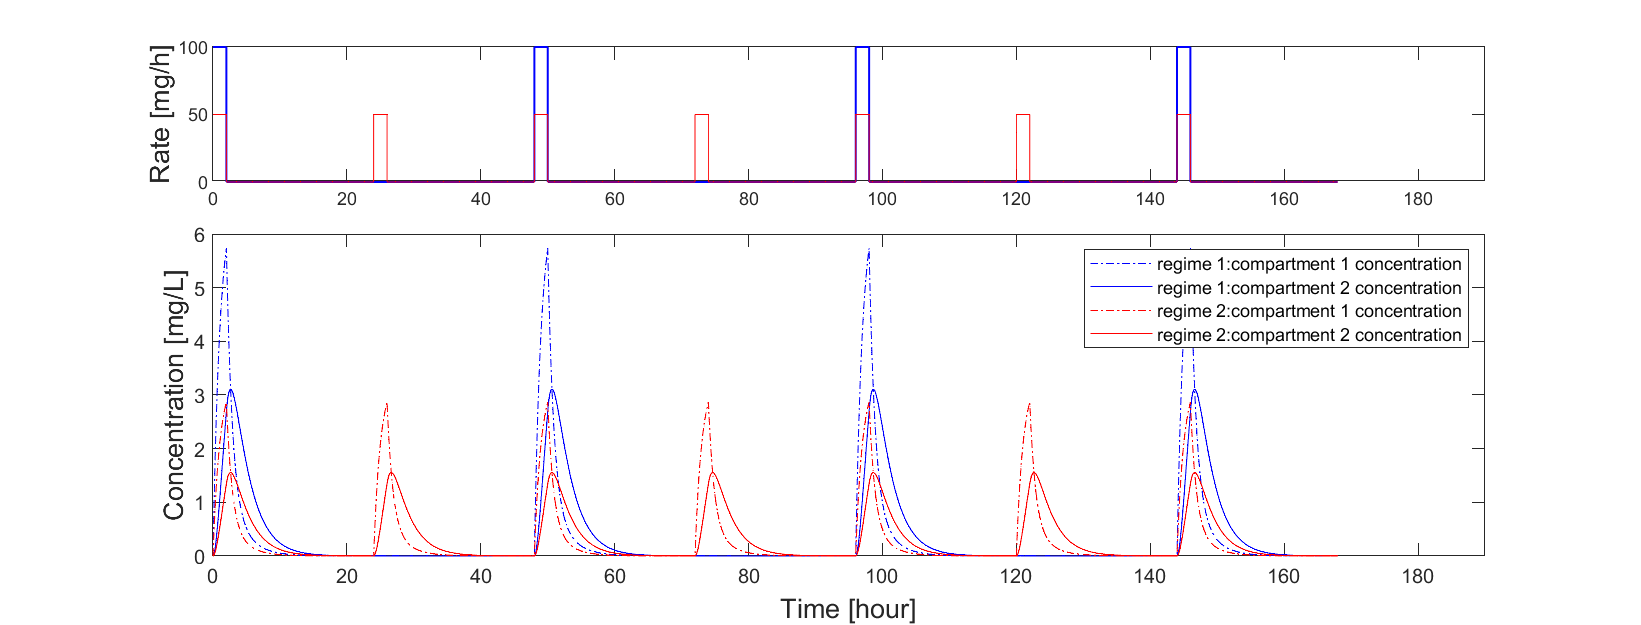 Rate [mg/h]
100
50
0
0 20 40 60 80 100 120 140 160 180
Concentration [mg/L]
6
5
4
3
2
1
0
regime 1:compartment 1 concentration
regime 1:compartment 2 concentration
regime 2:compartment 1 concentration
regime 2:compartment 2 concentration
0 20 40 60 80 100 120 140 160 180
Time [hour]